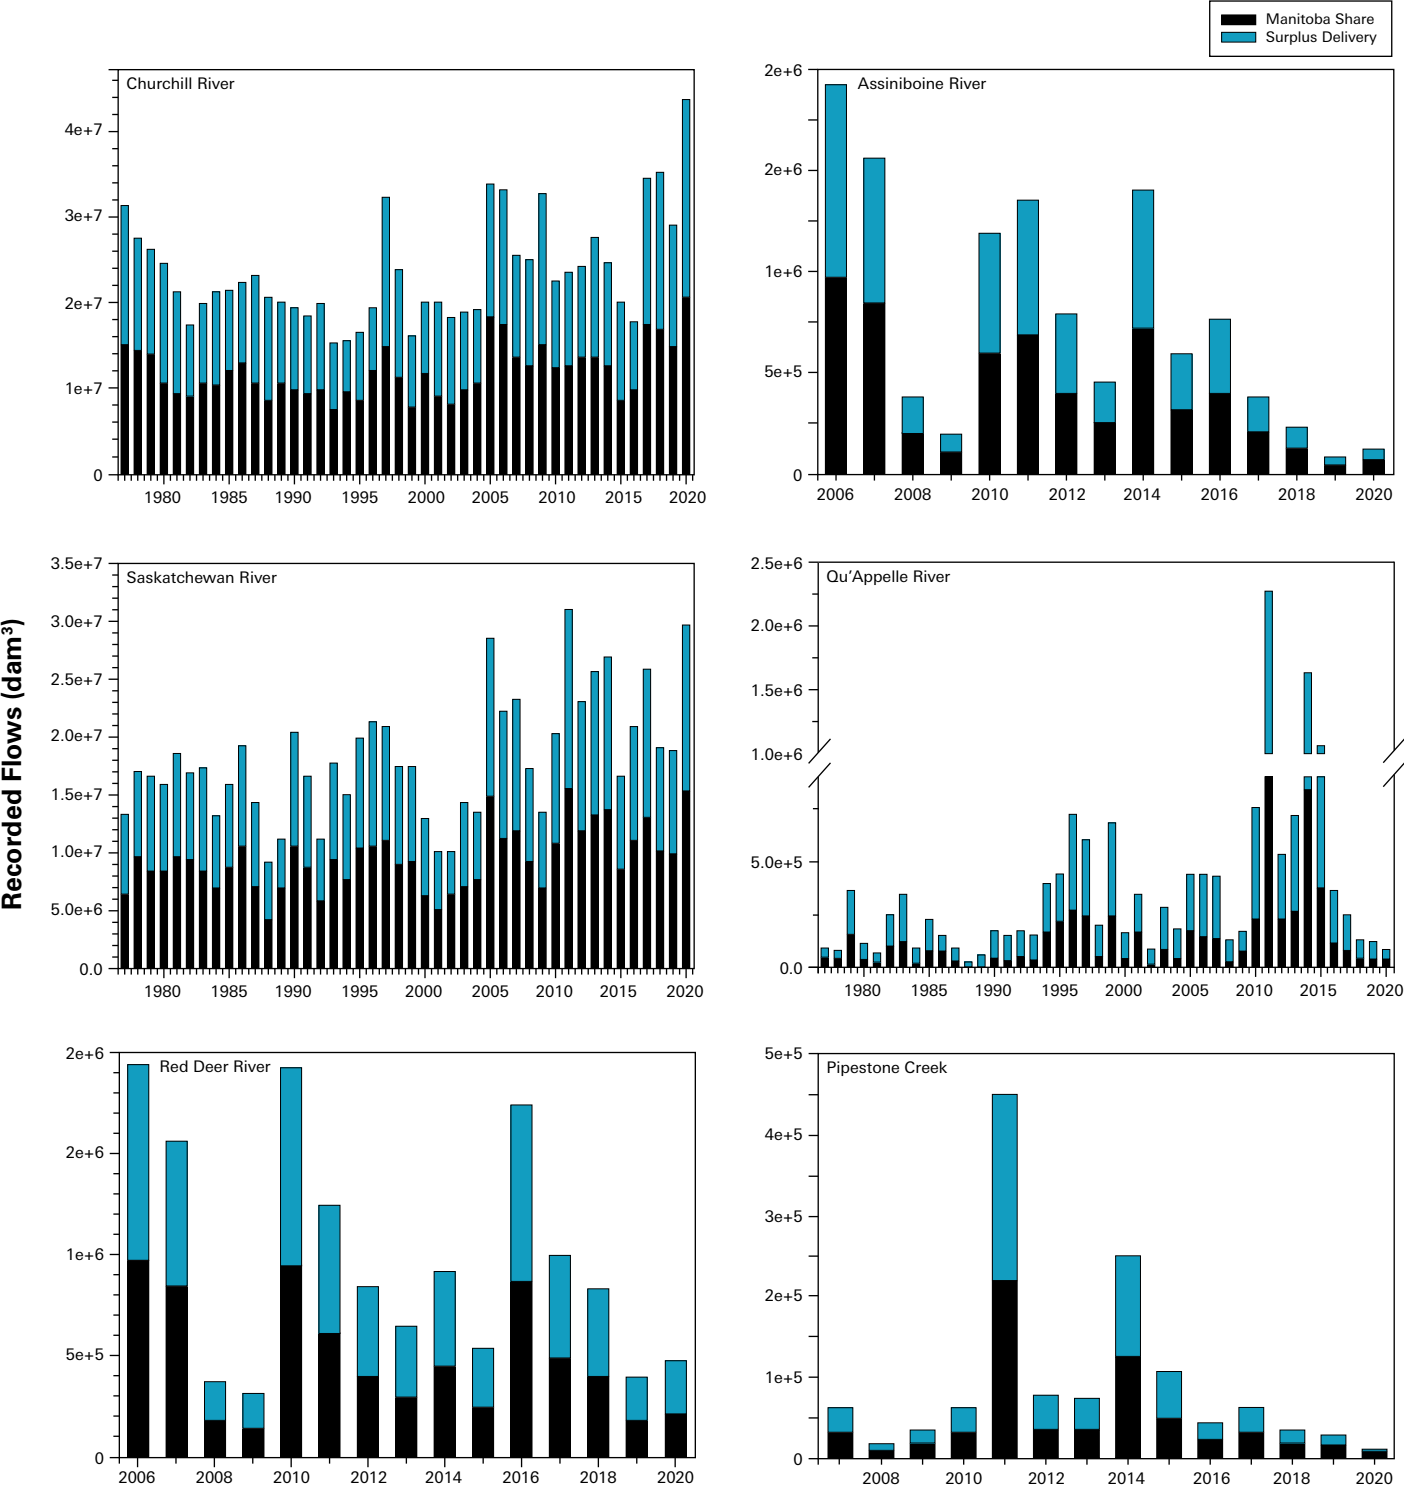 Manitoba Share
Surplus Delivery
Recorded Flows (dam³)
Churchill River
4e+7
3e+7
2e+7
1e+7
0
1980 1985 1990 1995 2000 2005 2010 2015 2020
Assiniboine River
2e+6
2e+6
1e+6
5e+5
0
2006 2008 2010 2012 2014 2016 2018 2020
Saskatchewan River
3.5e+7
3.0e+7
2.5e+7
2.0e+7
1.5e+7
1.0e+7
5.0e+6
0.0
1980 1985 1990 1995 2000 2005 2010 2015 2020
Qu’Appelle River
2.5e+6
2.0e+6
1.5e+6
1.0e+6
5.0e+5
0.0
1980 1985 1990 1995 2000 2005 2010 2015 2020
Red Deer River
2e+6
2e+6
1e+6
5e+5
0
2006 2008 2010 2012 2014 2016 2018 2020
Pipestone Creek
5e+5
4e+5
3e+5
2e+5
1e+5
0
2008 2010 2012 2014 2016 2018 2020